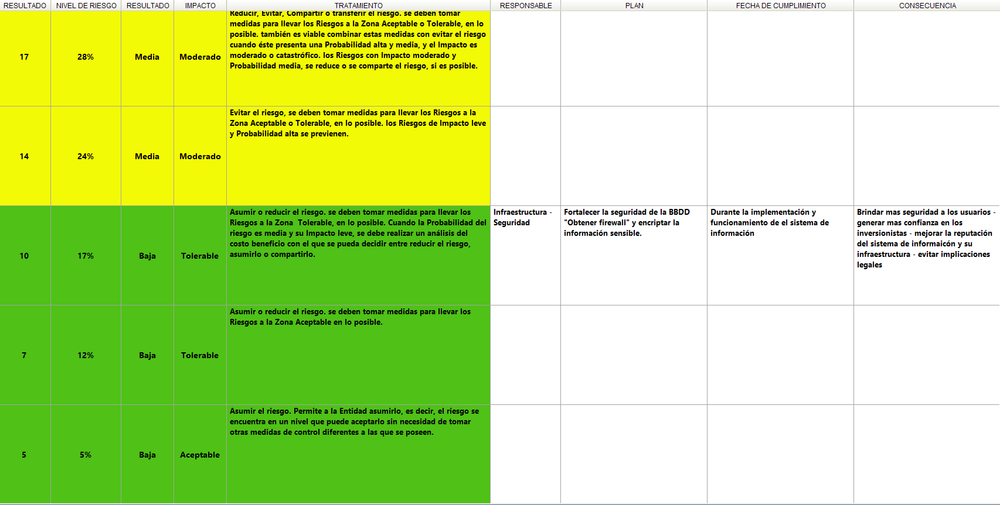 RESULTADO NIVEL DE RIESGO RESULTADO IMPACTO TRATAMIENTO RESPONSABLE PLAN FECHA DE CUMPLIMIENTO CONSECUENCIA
17 28% Media Moderado
Reducir, Evitar, Compartir o transferir el riesgo. se deben tomar
medidas para llevar los Riesgos a la Zona Aceptable o Tolerable, en lo
posible. también es viable combinar estas medidas con evitar el riesgo
cuando éste presenta una Probabilidad alta y media, y el Impacto es
moderado o catastrófico. los Riesgos con Impacto moderado y
Probabilidad media, se reduce o se comparte el riesgo, si es posible.
14 24% Media Moderado
Evitar el riesgo, se deben tomar medidas para llevar los Riesgos a la
Zona Aceptable o Tolerable, en lo posible. los Riesgos de Impacto leve
y Probabilidad alta se previenen.
10 17% Baja Tolerable
Asumir o reducir el riesgo. se deben tomar medidas para llevar los
Riesgos a la Zona  Tolerable, en lo posible. Cuando la Probabilidad del
riesgo es media y su Impacto leve, se debe realizar un análisis del
costo beneficio con el que se pueda decidir entre reducir el riesgo,
asumirlo o compartirlo.
Infraestructura -
Seguridad
Fortalecer la seguridad de la BBDD
"Obtener firewall" y encriptar la
información sensible.
Durante la implementación y
funcionamiento de el sistema de
información
Brindar mas seguridad a los usuarios -
generar mas confianza en los
inversionistas - mejorar la reputación
del sistema de informaicón y su
infraestructura - evitar implicaciones
legales
7 12% Baja Tolerable
Asumir o reducir el riesgo. se deben tomar medidas para llevar los
Riesgos a la Zona Aceptable en lo posible.
5 5% Baja Aceptable
Asumir el riesgo. Permite a la Entidad asumirlo, es decir, el riesgo se
encuentra en un nivel que puede aceptarlo sin necesidad de tomar
otras medidas de control diferentes a las que se poseen.